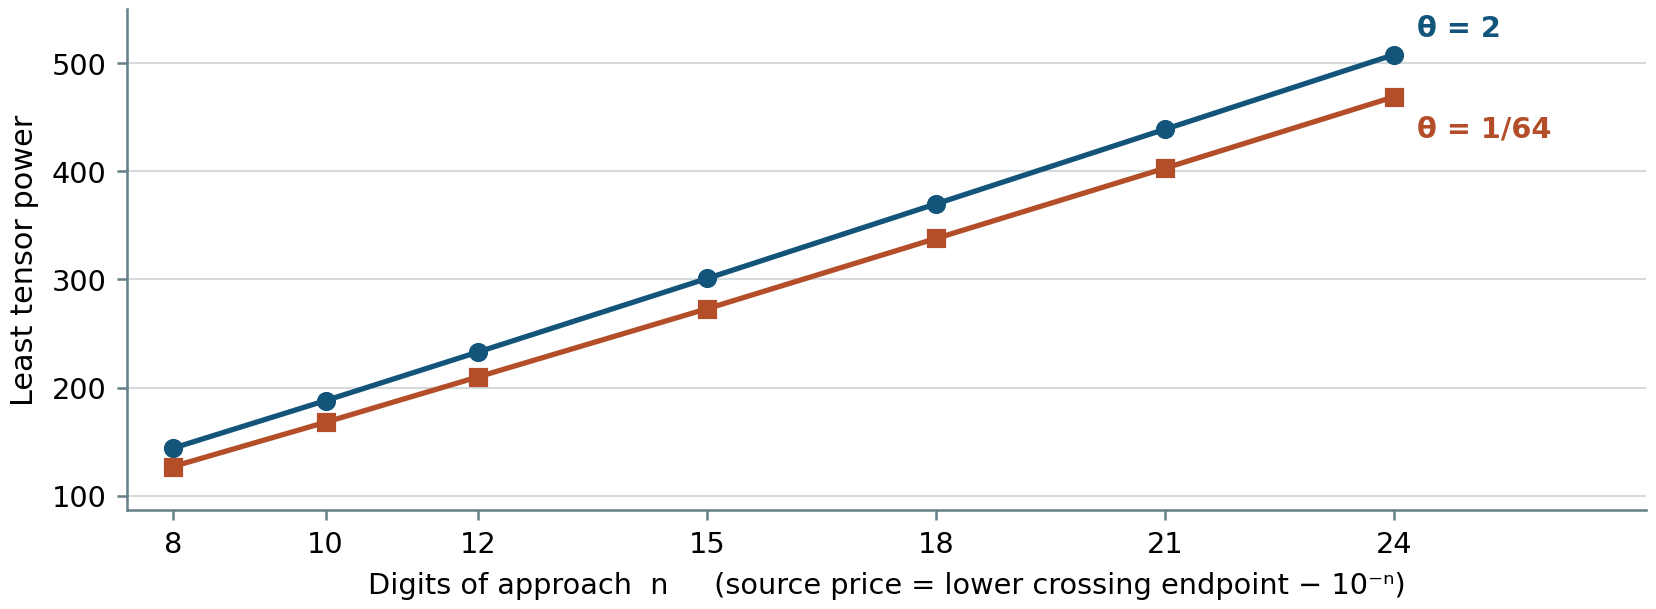 θ = 2
500
θ = 1/64
400
300
200
100
Least tensor power
8 10 12 15 18 21 24
Digits of approach n (source price = lower crossing endpoint − 10⁻ⁿ)